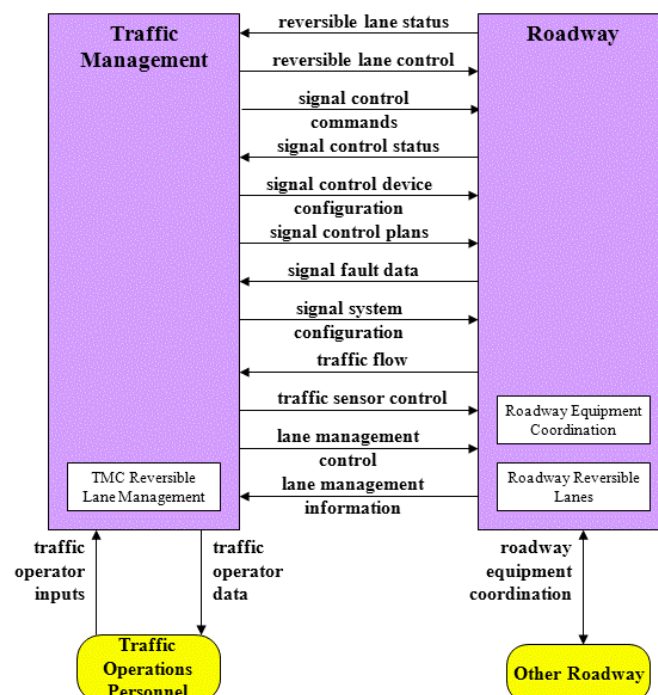 Traffic
Management
reversible lane status
Roadway
reversible lane control
signal control
commands
signal control status
signal control device
configuration
signal control plans
signal fault data
signal system
configuration
traffic flow
traffic sensor control
lane management
control
lane management
information
TMC Reversible
Lane Management
Roadway Equipment
Coordination
Roadway Reversible
Lanes
traffic
operator
inputs
traffic
operator
data
roadway
equipment
coordination
Traffic
Operations
Personnel
Other Roadway